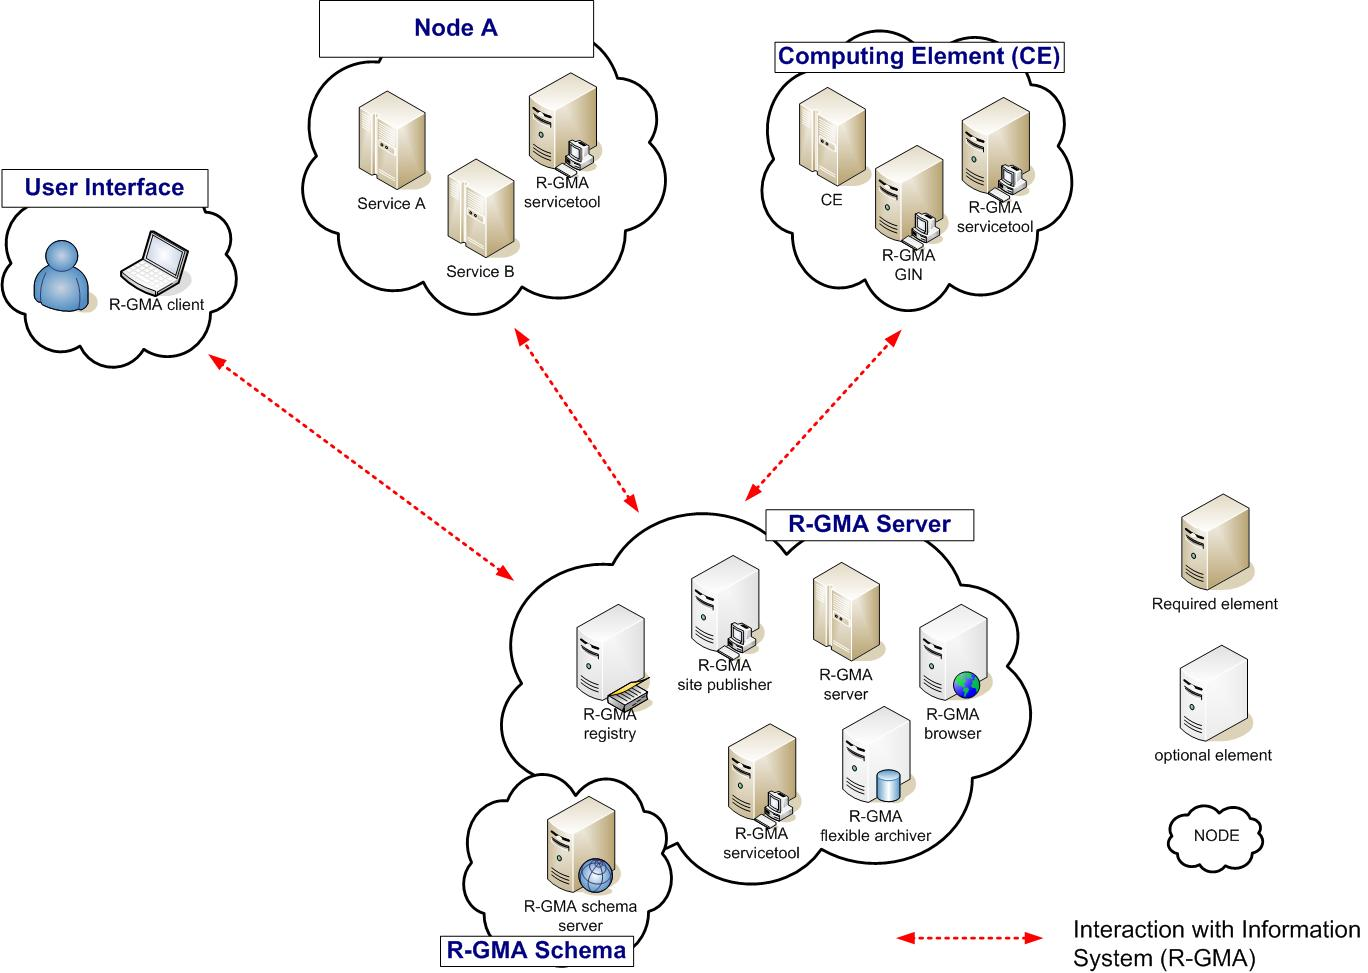 Node A
Computing Element (CE)
User Interface
Service A
Service B
R-GMA
servicetool
CE
R-GMA
GIN
R-GMA
servicetool
R-GMA client
R-GMA Server
R-GMA
registry
R-GMA
site publisher
R-GMA
server
R-GMA
browser
R-GMA
servicetool
R-GMA
flexible archiver
R-GMA schema
server
R-GMA Schema
Required element
optional element
NODE
Interaction with Information
System (R-GMA)